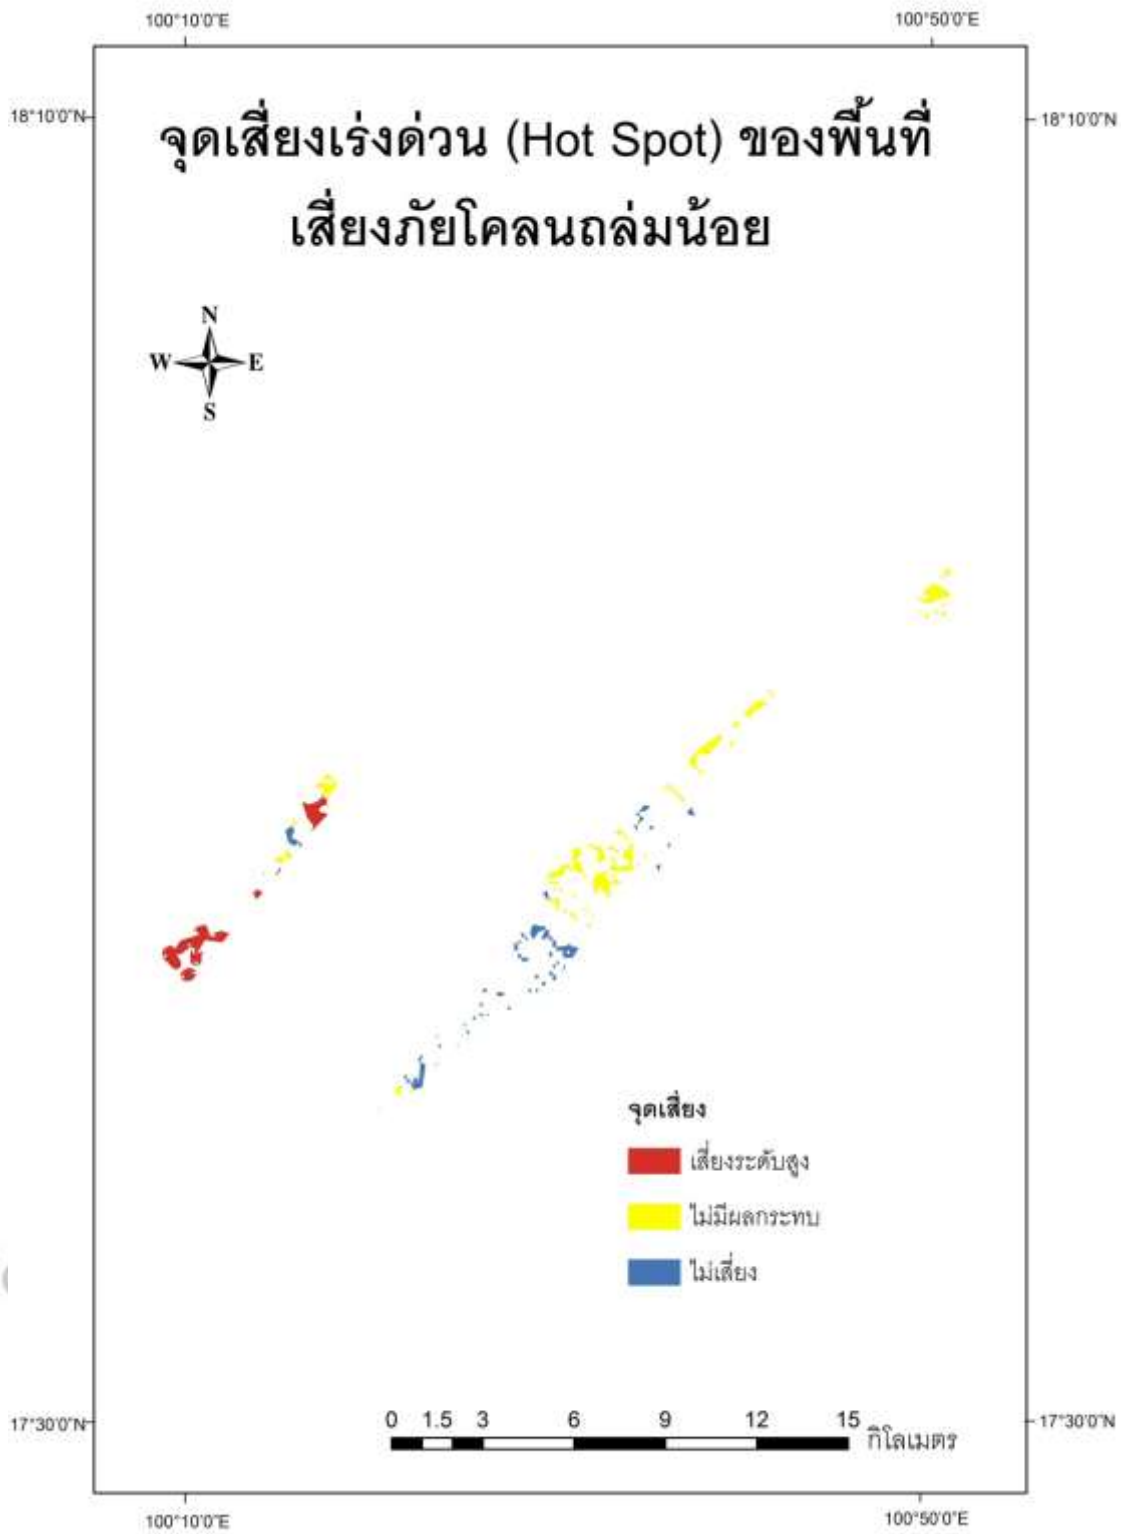 100°10'0"E
100°50'0"E
18°10'0"N
18°10'0"N
จุดเสี่ยงเร่งด่วน (Hot Spot) ของพื้นที่
เสี่ยงภัยโคลนถล่มน้อย
N
W E
S
จุดเสี่ยง
เสี่ยงระดับสูง
ไม่มีผลกระทบ
ไม่เสี่ยง
0 1.5 3 6 9 12 15
กิโลเมตร
17°30'0"N
17°30'0"N
100°10'0"E
100°50'0"E